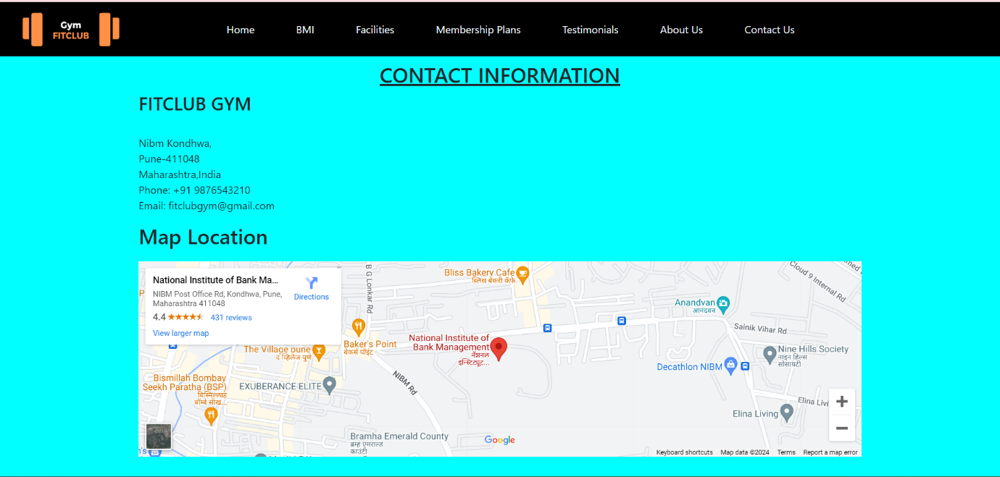 Gym
FITCLUB
Home
BMI
Facilities
Membership Plans
Testimonials
About Us
Contact Us
CONTACT INFORMATION
FITCLUB GYM
Nibm Kondhwa,
Pune-411048
Maharashtra,India
Phone: +91 9876543210
Email: fitclubgym@gmail.com
Map Location
National Institute of Bank Ma...
NIBM Post Office Rd, Kondhwa, Pune,
Maharashtra 411048
4.4
431 reviews
View larger map
Directions
B G Lonkar Rd
Bliss Bakery Cafe
ब्लिस बेकरी कॅफे
Cloud 9 Internal Rd
Anandvan
आनंदवन
Sainik Vihar Rd
Baker's Point
बेकर्स पॉइंट
National Institute of
Bank Management
नॅशनल
इन्स्टिट्यूट...
The Village pune
द व्हिलेज पुणे
Nine Hills Society
नाइन हिल्स
सोसायटी
Decathlon NIBM
Bismillah Bombay
Seekh Paratha (BSP)
बिस्मिल्लाह
बॉम्बे सीख...
EXUBERANCE ELITE
NIBM Rd
Elina Livi
Elina Living
Bramha Emerald County
ब्रम्ह एमराल्ड
काउंटी
Google
Keyboard shortcuts
Map data ©2024
Terms
Report a map error